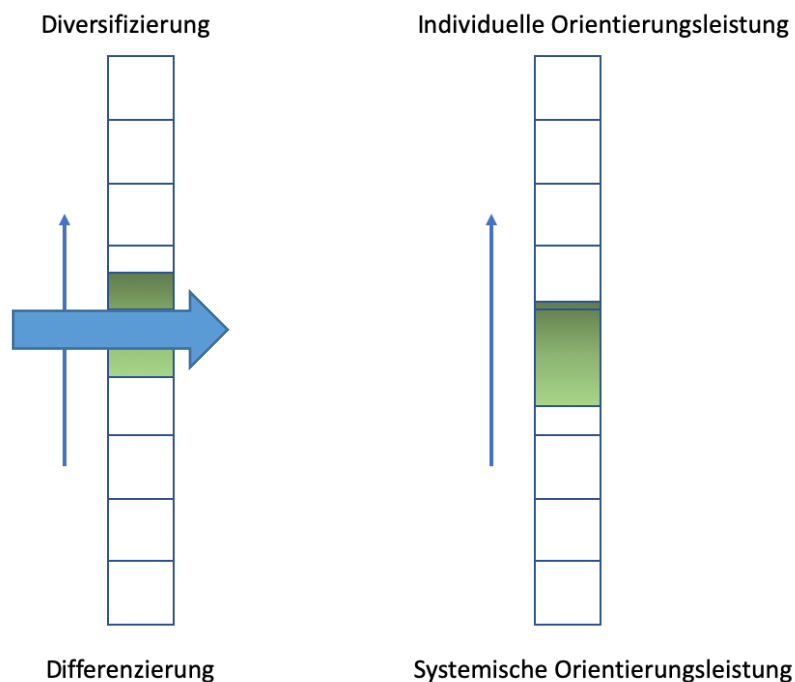 Diversifizierung
Individuelle Orientierungsleistung
Differenzierung
Systemische Orientierungsleistung